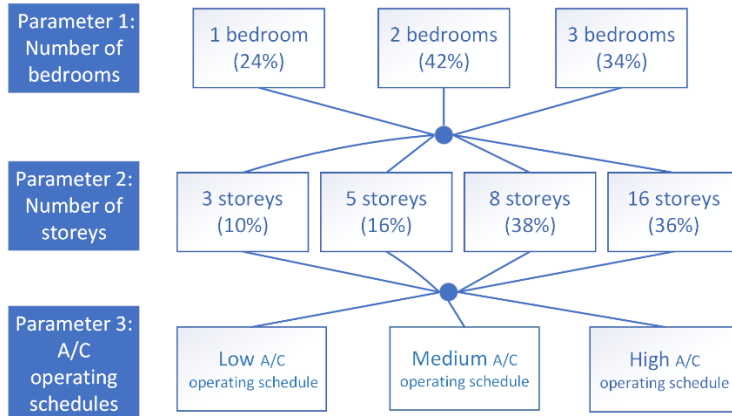 Parameter 1:
Number of
bedrooms
1 bedroom
(24%)
2 bedrooms
(42%)
3 bedrooms
(34%)
Parameter 2:
Number of
storeys
3 storeys
(10%)
5 storeys
(16%)
8 storeys
(38%)
16 storeys
(36%)
Parameter 3:
A/C
operating
schedules
Low A/C
operating schedule
Medium A/C
operating schedule
High A/C
operating schedule